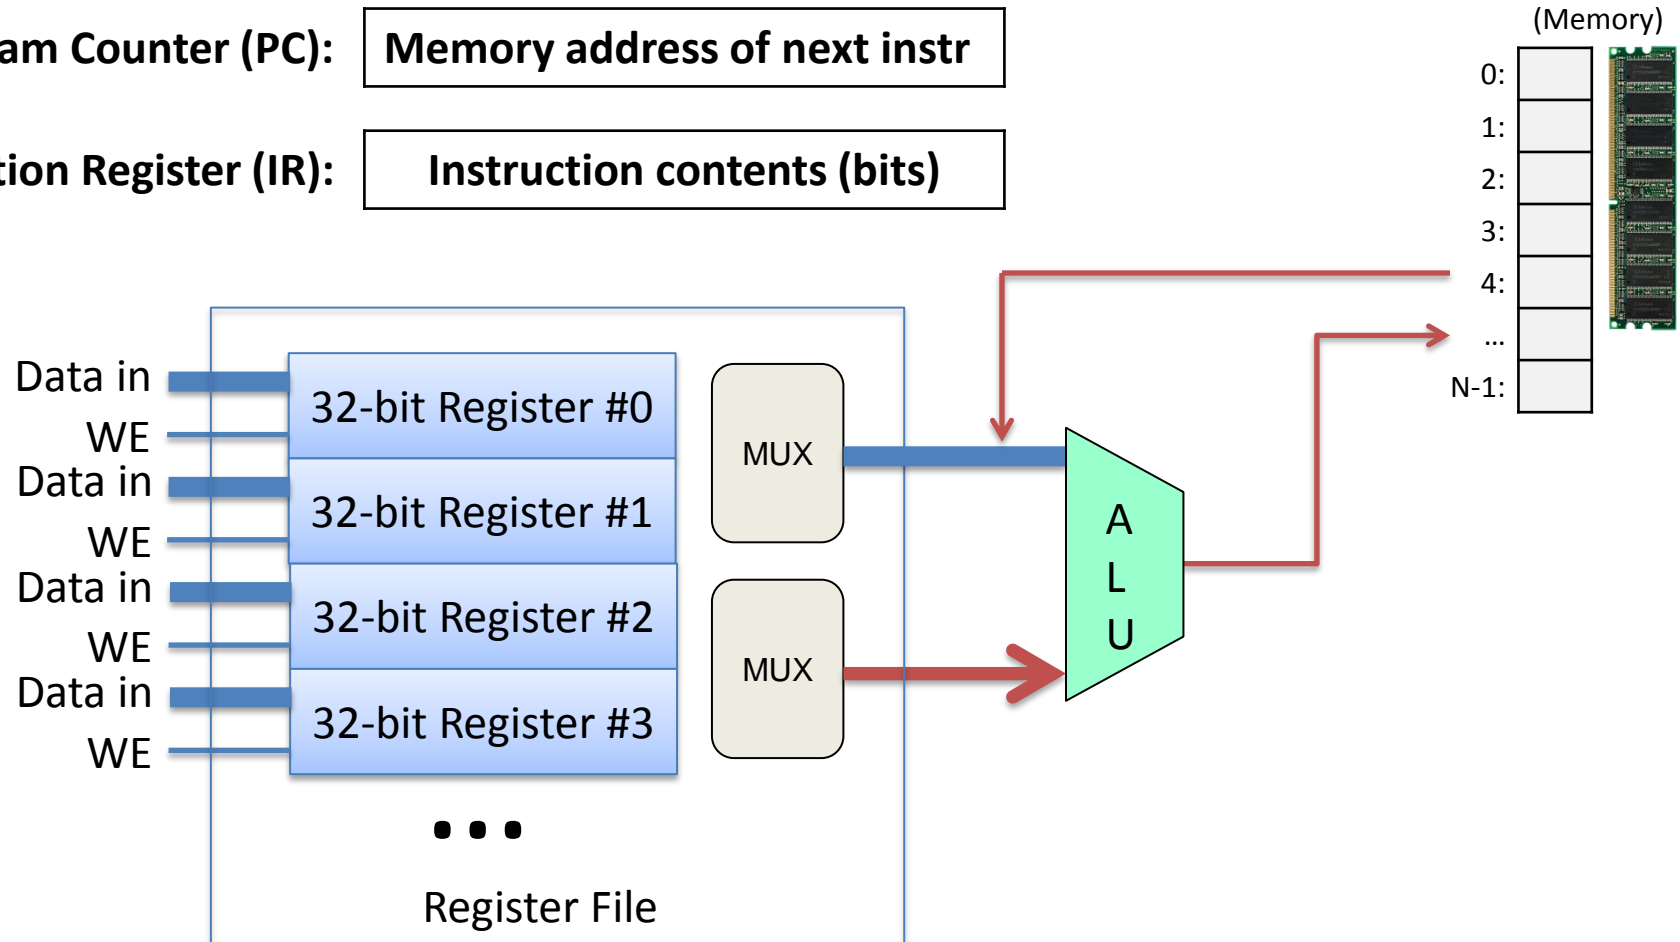 (Memory)
am Counter (PC):
Memory address of next instr
tion Register (IR):
Instruction contents (bits)
0:
1:
2:
3:
4:
...
N-1:
Data in
WE
Data in
WE
Data in
WE
Data in
WE
32-bit Register #0
32-bit Register #1
32-bit Register #2
32-bit Register #3
...
Register File
MUX
MUX
A
L
U